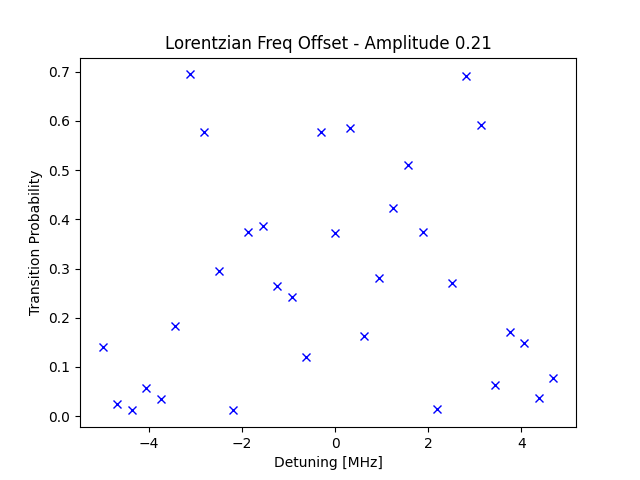 Lorentzian Freq Offset - Amplitude 0.21
Transition Probability
0.7
0.6
0.5
0.4
0.3
0.2
0.1
0.0
−4 −2 0 2 4
Detuning [MHz]